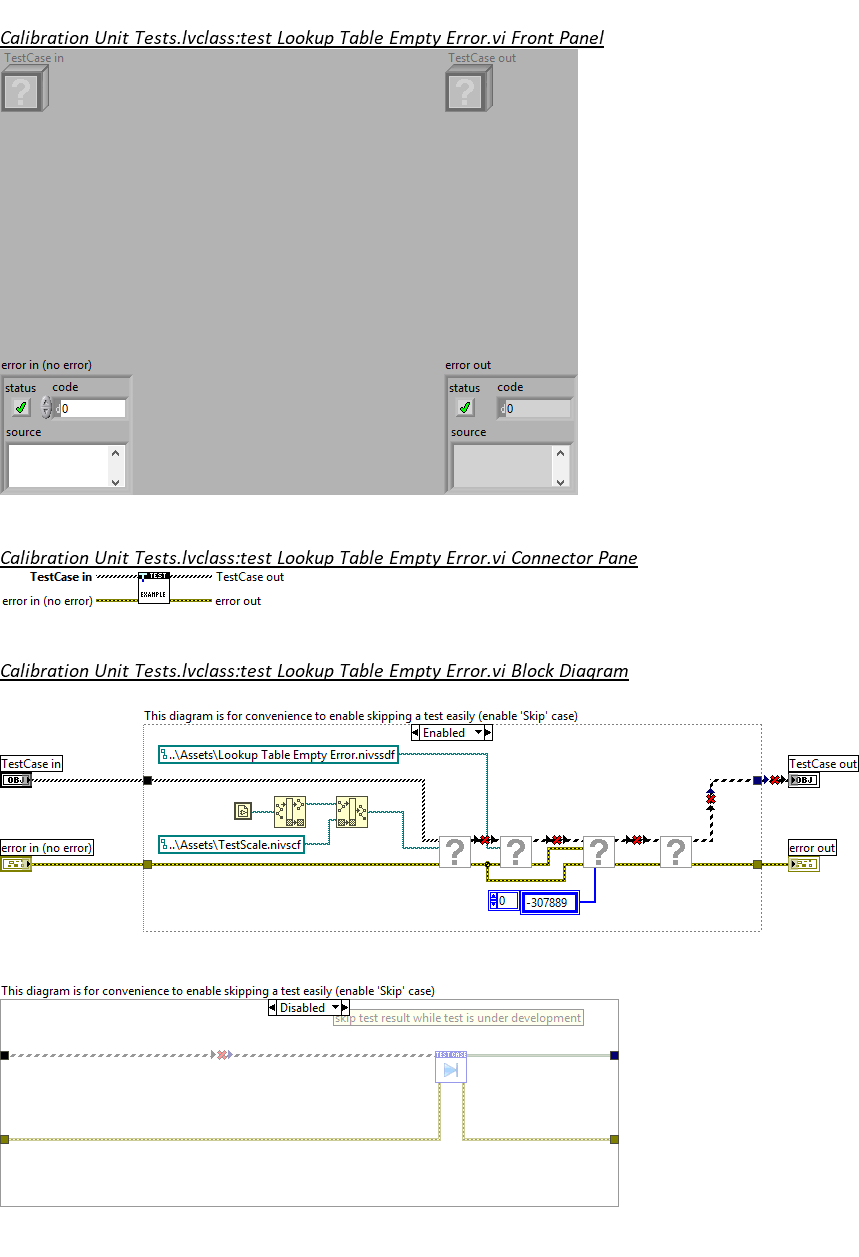 Calibration Unit Tests.lvclass:test Lookup Table Empty Error.vi Front Panel
TestCase in
TestCase out
error in (no error)
error out
status
code
status
code
d0
d0
source
source
Calibration Unit Tests.lvclass:test Lookup Table Empty Error.vi Connector Pane
TestCase in
TEST
TestCase out
error in (no error)
EXAMPLE
error out
Calibration Unit Tests.lvclass:test Lookup Table Empty Error.vi Block Diagram
This diagram is for convenience to enable skipping a test easily (enable 'Skip' case)
Enabled
..\Assets\Lookup Table Empty Error.nivssdf
TestCase in
TestCase out
OBJ
OBJ
..\Assets\TestScale.nivscf
error in (no error)
error out
0
-307889
This diagram is for convenience to enable skipping a test easily (enable 'Skip' case)
Disabled
skip test result while test is under development
TEST CASE